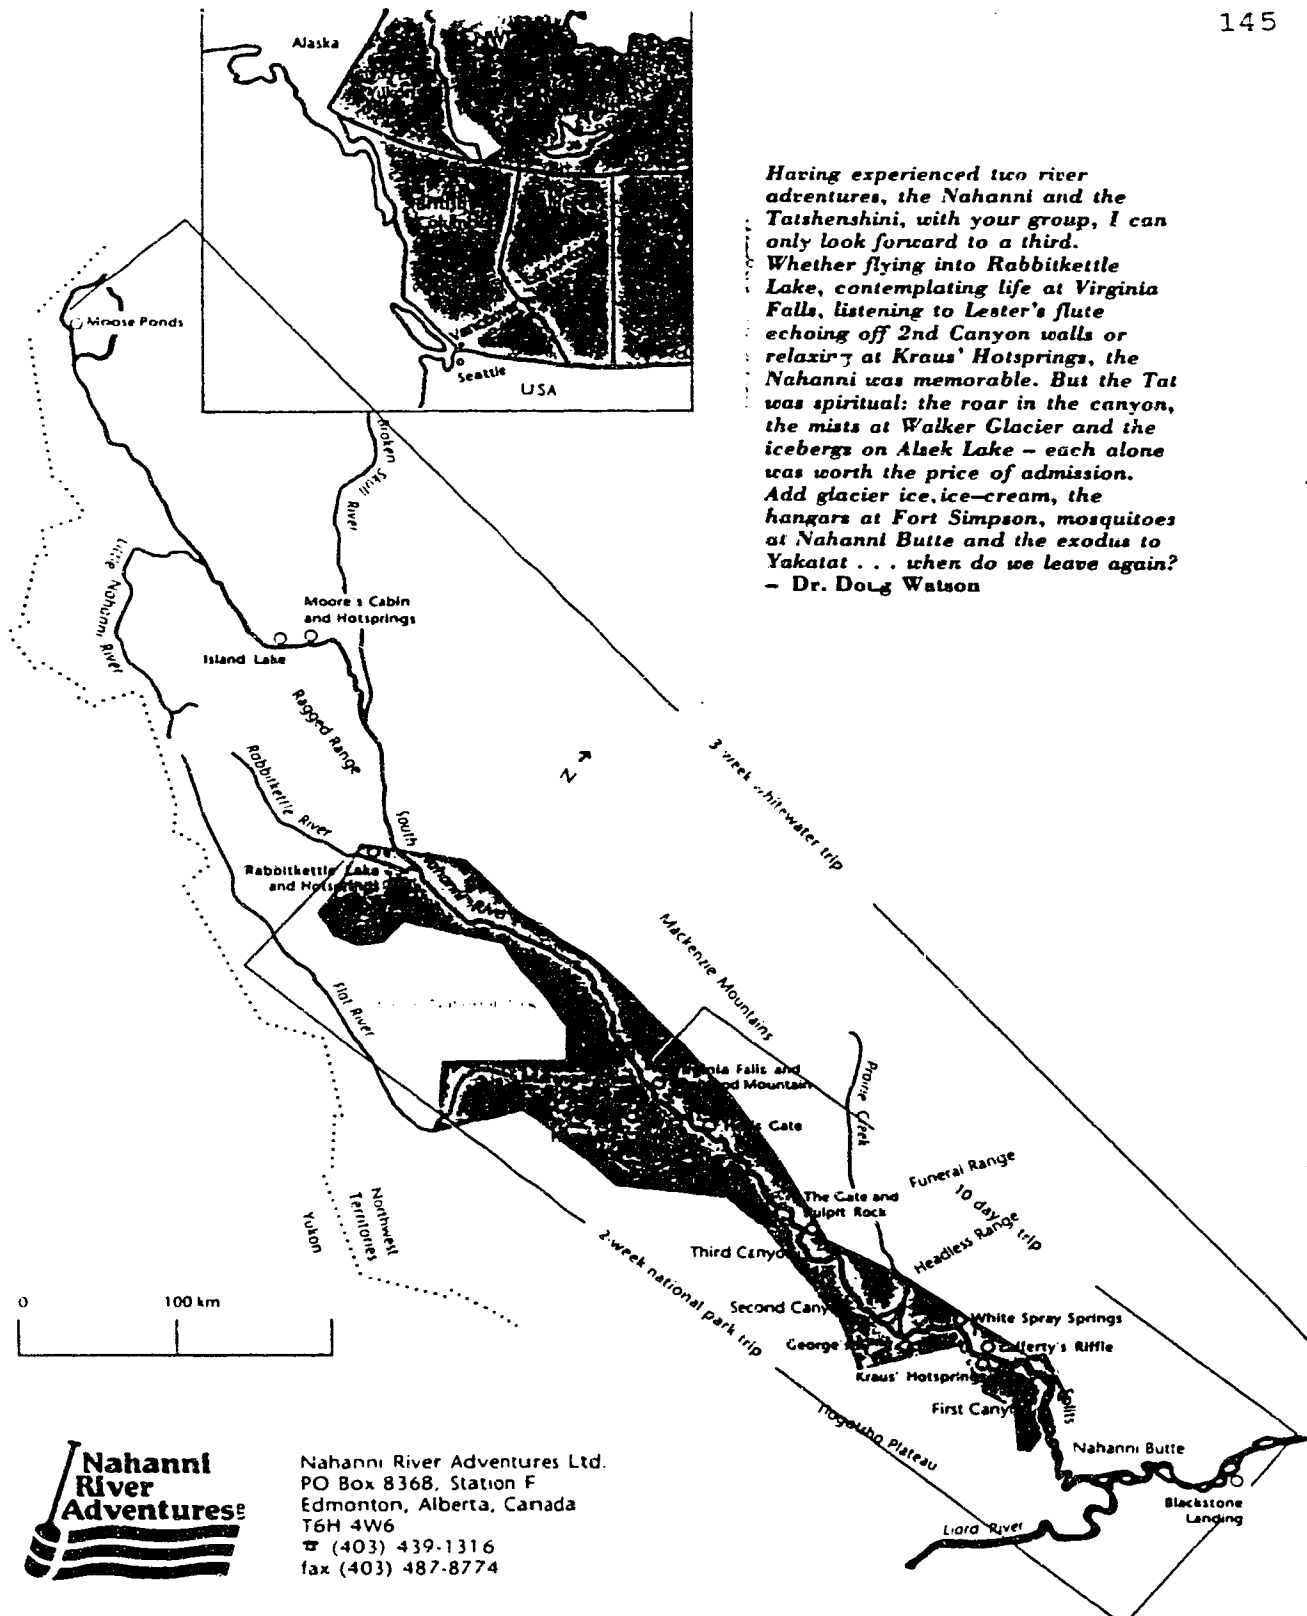 145
Alaska
Seattle
USA
Having experienced two river
adventures, the Nahanni and the
Tatshenshini, with your group, I can
only look forward to a third.
Whether flying into Rabbitkettle
Lake, contemplating life at Virginia
Falls, listening to Lester's flute
echoing off 2nd Canyon walls or
relaxing at Kraus' Hotsprings, the
Nahanni was memorable. But the Tat
was spiritual: the roar in the canyon,
the mists at Walker Glacier and the
icebergs on Alsek Lake – each alone
was worth the price of admission.
Add glacier ice, ice-cream, the
hangars at Fort Simpson, mosquitoes
at Nahanni Butte and the exodus to
Yakatat . . . when do we leave again?
– Dr. Doug Watson
Moose Ponds
Broken Skull River
Little Nahanni River
Moore's Cabin
and Hotsprings
Island Lake
Ragged Range
3 week whitewater trip
N
Rabbitkettle River
South Nahanni River
Rabbitkettle Lake
and Hotsprings
Mackenzie Mountains
Flat River
Virginia Falls and
Mountain
Gate
Prairie Creek
Funeral Range
10 day trip
Headless Range
The Gate and
Pulpit Rock
Third Canyon
Northwest
Territories
Yukon
2-week national park trip
Second Canyon
White Spray Springs
George's
Lafferty's Riffle
Kraus' Hotsprings
First Canyon
Splits
Plateau
Nahanni Butte
Blackstone
Landing
Liard River
0 100 km
Nahanni
River
Adventures
Nahanni River Adventures Ltd.
PO Box 8368, Station F
Edmonton, Alberta, Canada
T6H 4W6
☎ (403) 439-1316
fax (403) 487-8774